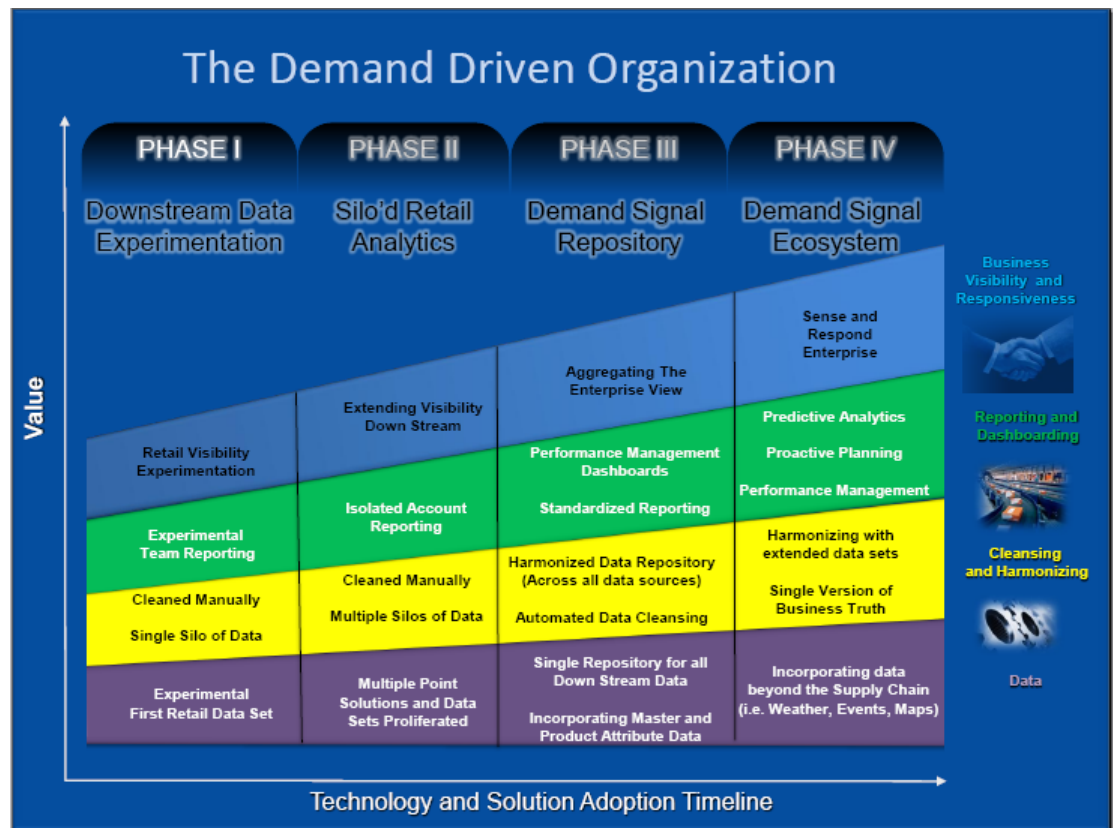 The Demand Driven Organization
PHASE I
PHASE II
PHASE III
PHASE IV
Downstream Data
Experimentation
Silo'd Retail
Analytics
Demand Signal
Repository
Demand Signal
Ecosystem
Value
Retail Visibility
Experimentation
Extending Visibility
Down Stream
Aggregating The
Enterprise View
Sense and
Respond
Enterprise
Business
Visibility and
Responsiveness
Experimental
Team Reporting
Isolated Account
Reporting
Performance Management
Dashboards
Standardized Reporting
Predictive Analytics
Proactive Planning
Performance Management
Reporting and
Dashboarding
Cleaned Manually
Single Silo of Data
Cleaned Manually
Multiple Silos of Data
Harmonized Data Repository
(Across all data sources)
Automated Data Cleansing
Harmonizing with
extended data sets
Single Version of
Business Truth
Cleansing
and Harmonizing
Experimental
First Retail Data Set
Multiple Point
Solutions and Data
Sets Proliferated
Single Repository for all
Down Stream Data
Incorporating Master and
Product Attribute Data
Incorporating data
beyond the Supply Chain
(i.e. Weather, Events, Maps)
Data
Technology and Solution Adoption Timeline